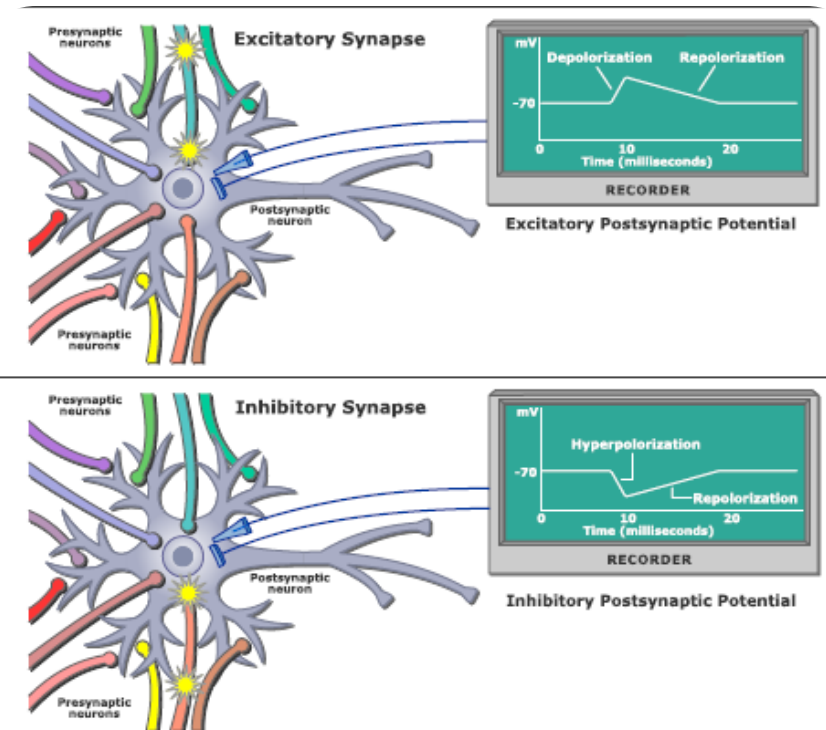 Presynaptic
neurons
Excitatory Synapse
mV
Depolorization
Repolorization
-70
0
10
20
Time (milliseconds)
RECORDER
Postsynaptic
neuron
Excitatory Postsynaptic Potential
Presynaptic
neurons
Presynaptic
neurons
Inhibitory Synapse
mV
Hyperpolorization
-70
Repolorization
0
10
20
Time (milliseconds)
RECORDER
Postsynaptic
neuron
Inhibitory Postsynaptic Potential
Presynaptic
neurons